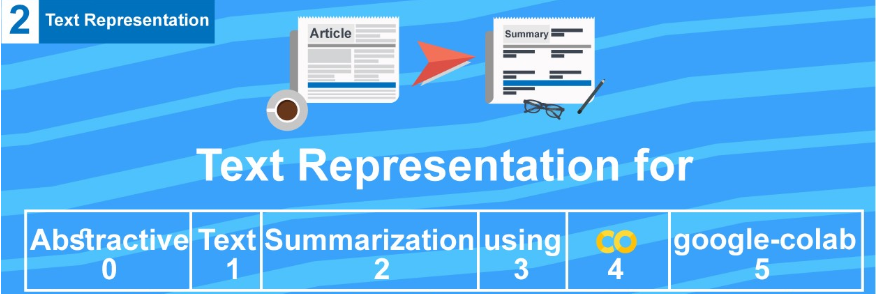 2 Text Representation
Article
Summary
Text Representation for
Abstractive Text Summarization using CO google-colab
0 1 2 3 4 5